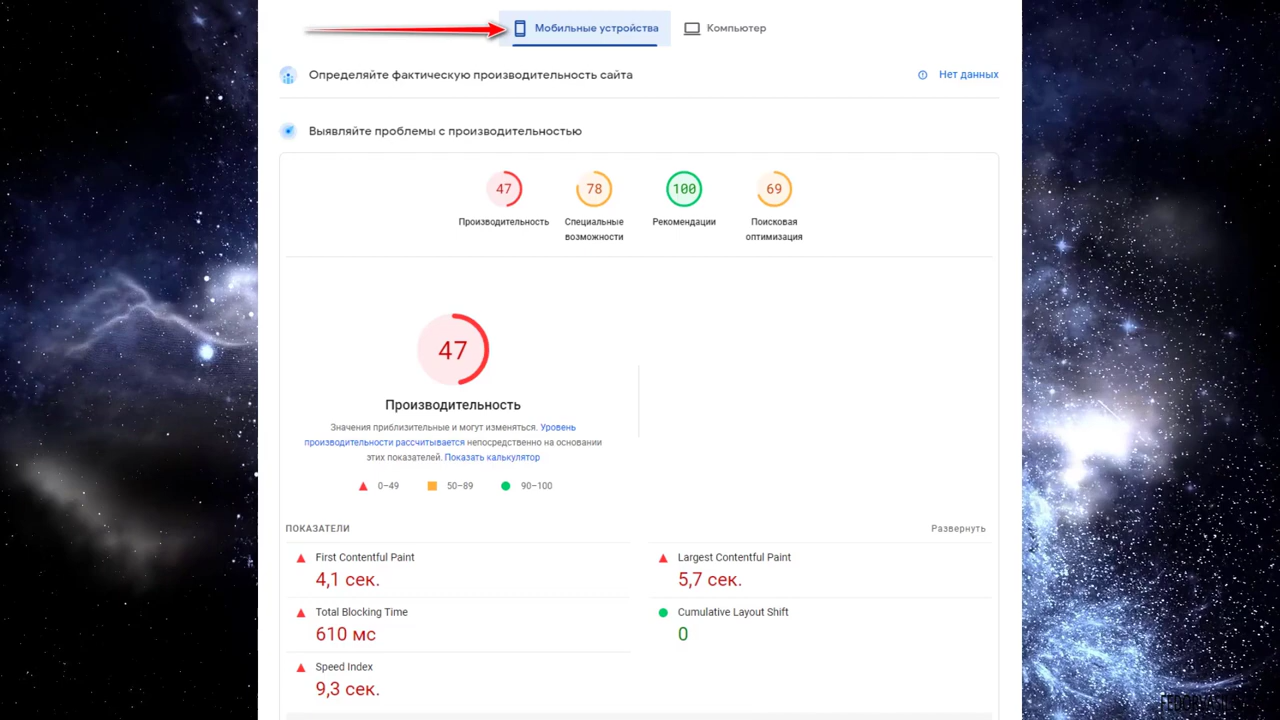 Мобильные устройства
Компьютер
Определяйте фактическую производительность сайта
Нет данных
Выявляйте проблемы с производительностью
47
78
100
69
Производительность
Специальные
возможности
Рекомендации
Поисковая
оптимизация
47
Производительность
Значения приблизительные и могут изменяться. Уровень
производительности рассчитывается непосредственно на основании
этих показателей. Показать калькулятор
0–49
50–89
90–100
ПОКАЗАТЕЛИ
Развернуть
First Contentful Paint
4,1 сек.
Largest Contentful Paint
5,7 сек.
Total Blocking Time
610 мс
Cumulative Layout Shift
0
Speed Index
9,3 сек.